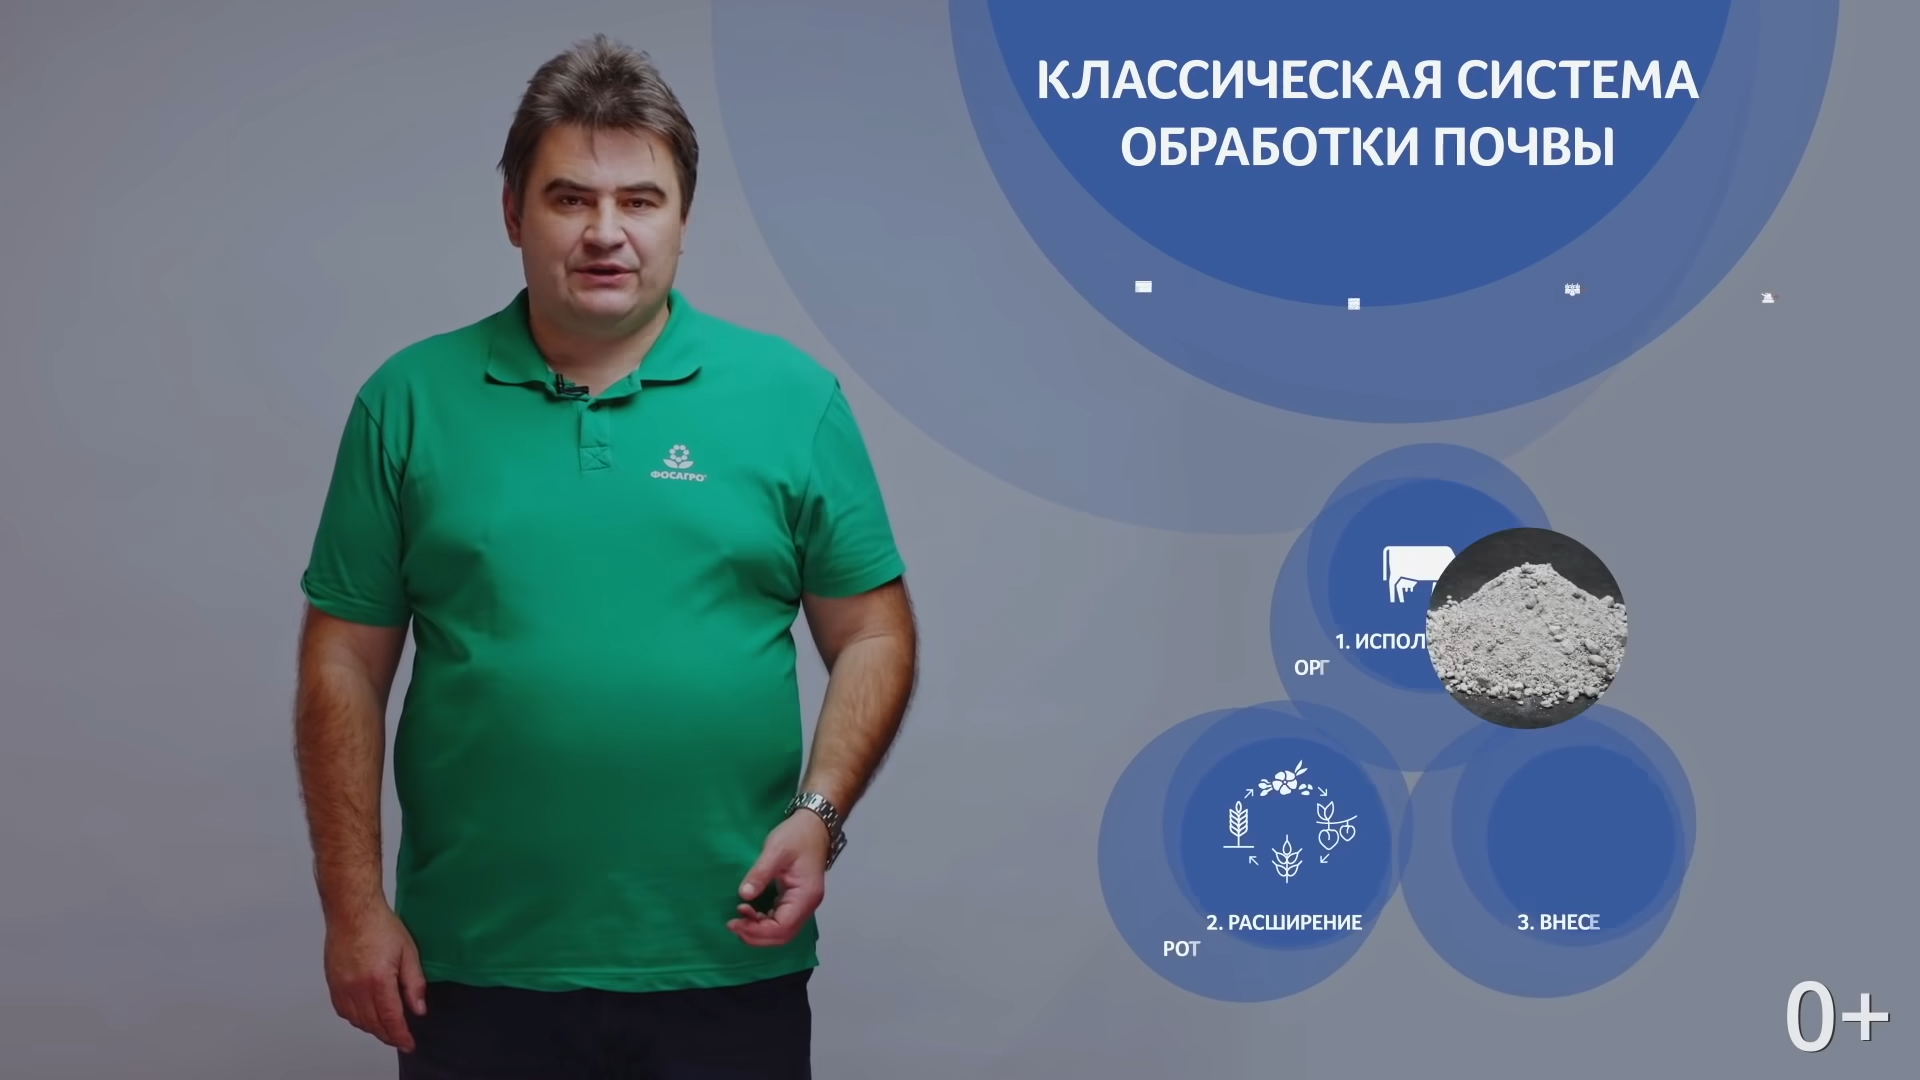 КЛАССИЧЕСКАЯ СИСТЕМА
ОБРАБОТКИ ПОЧВЫ
ФОСАГРО®
1. ИСПОЛ
ОРГ
2. РАСШИРЕНИЕ
РОТ
3. ВНЕСЕ
0+